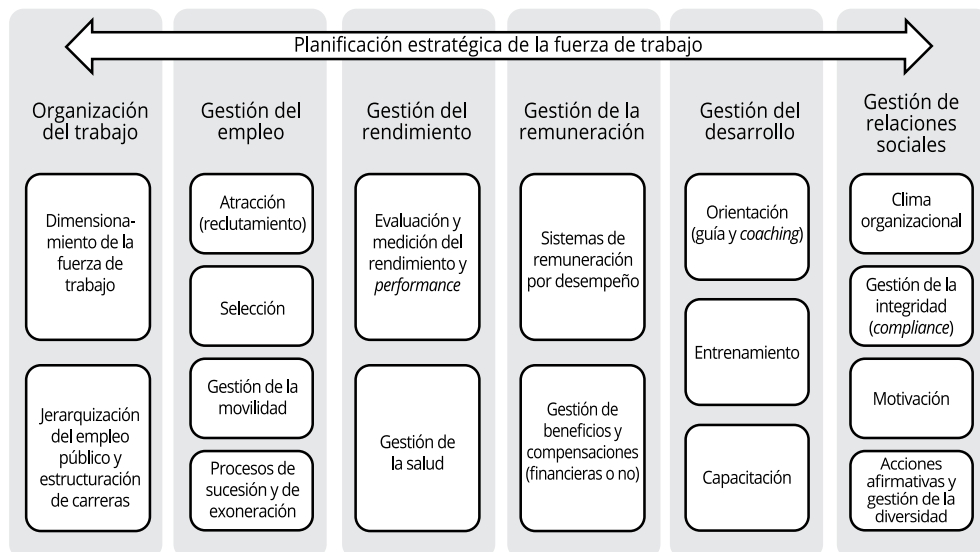 Planificación estratégica de la fuerza de trabajo
Organización
del trabajo
Dimensiona-
miento de la
fuerza de
trabajo
Jerarquización
del empleo
público y
estructuración
de carreras
Gestión del
empleo
Atracción
(reclutamiento)
Selección
Gestión de la
movilidad
Procesos de
sucesión y de
exoneración
Gestión del
rendimiento
Evaluación y
medición del
rendimiento y
performance
Gestión de
la salud
Gestión de la
remuneración
Sistemas de
remuneración
por desempeño
Gestión de
beneficios y
compensaciones
(financieras o no)
Gestión del
desarrollo
Orientación
(guía y coaching)
Entrenamiento
Capacitación
Gestión de
relaciones
sociales
Clima
organizacional
Gestión de la
integridad
(compliance)
Motivación
Acciones
afirmativas y
gestión de la
diversidad